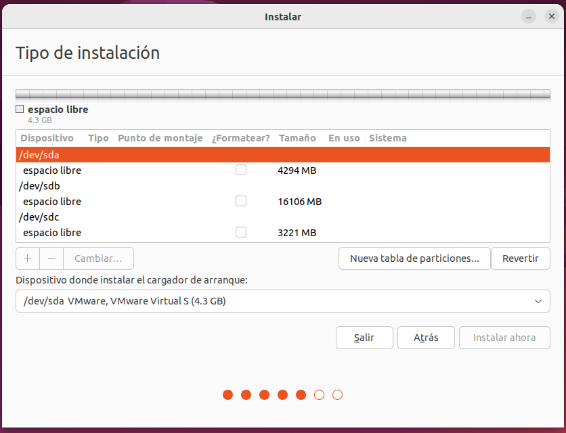 Instalar
Tipo de instalación
espacio libre
4.3 GB
Dispositivo Tipo Punto de montaje ¿Formatear? Tamaño En uso Sistema
/dev/sda
espacio libre 4294 MB
/dev/sdb
espacio libre 16106 MB
/dev/sdc
espacio libre 3221 MB
+ − Cambiar... Nueva tabla de particiones... Revertir
Dispositivo donde instalar el cargador de arranque:
/dev/sda VMware, VMware Virtual S (4.3 GB)
Salir Atrás Instalar ahora